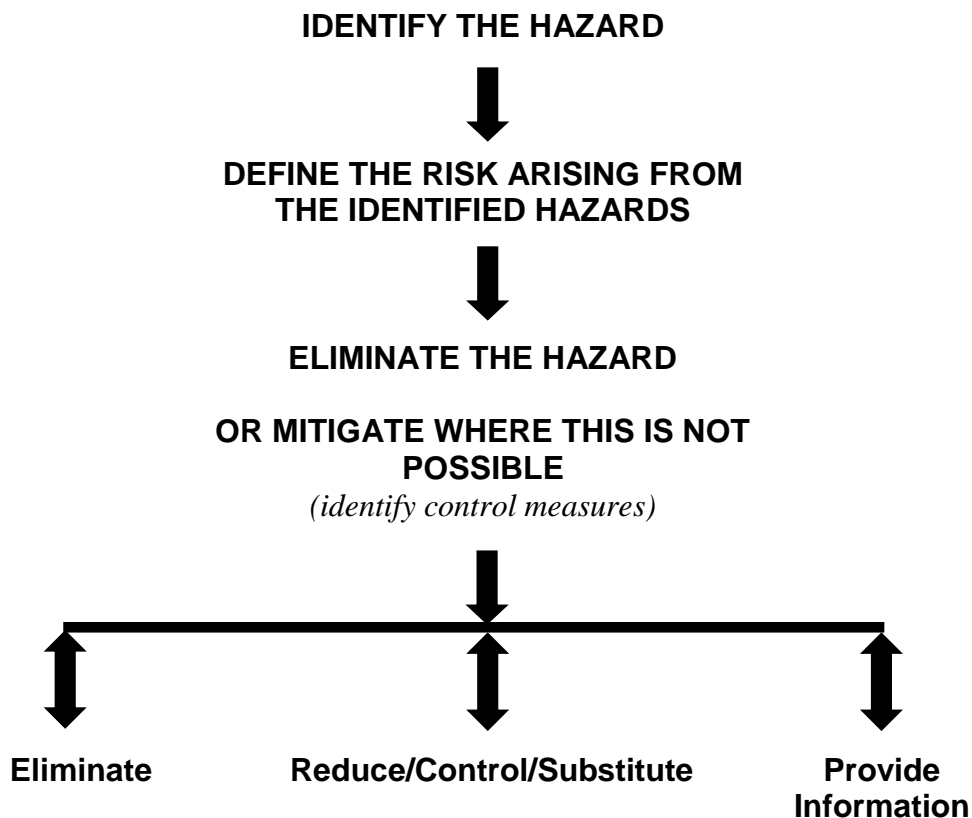 IDENTIFY THE HAZARD
DEFINE THE RISK ARISING FROM
THE IDENTIFIED HAZARDS
ELIMINATE THE HAZARD
OR MITIGATE WHERE THIS IS NOT
POSSIBLE
(identify control measures)
Eliminate
Reduce/Control/Substitute
Provide
Information